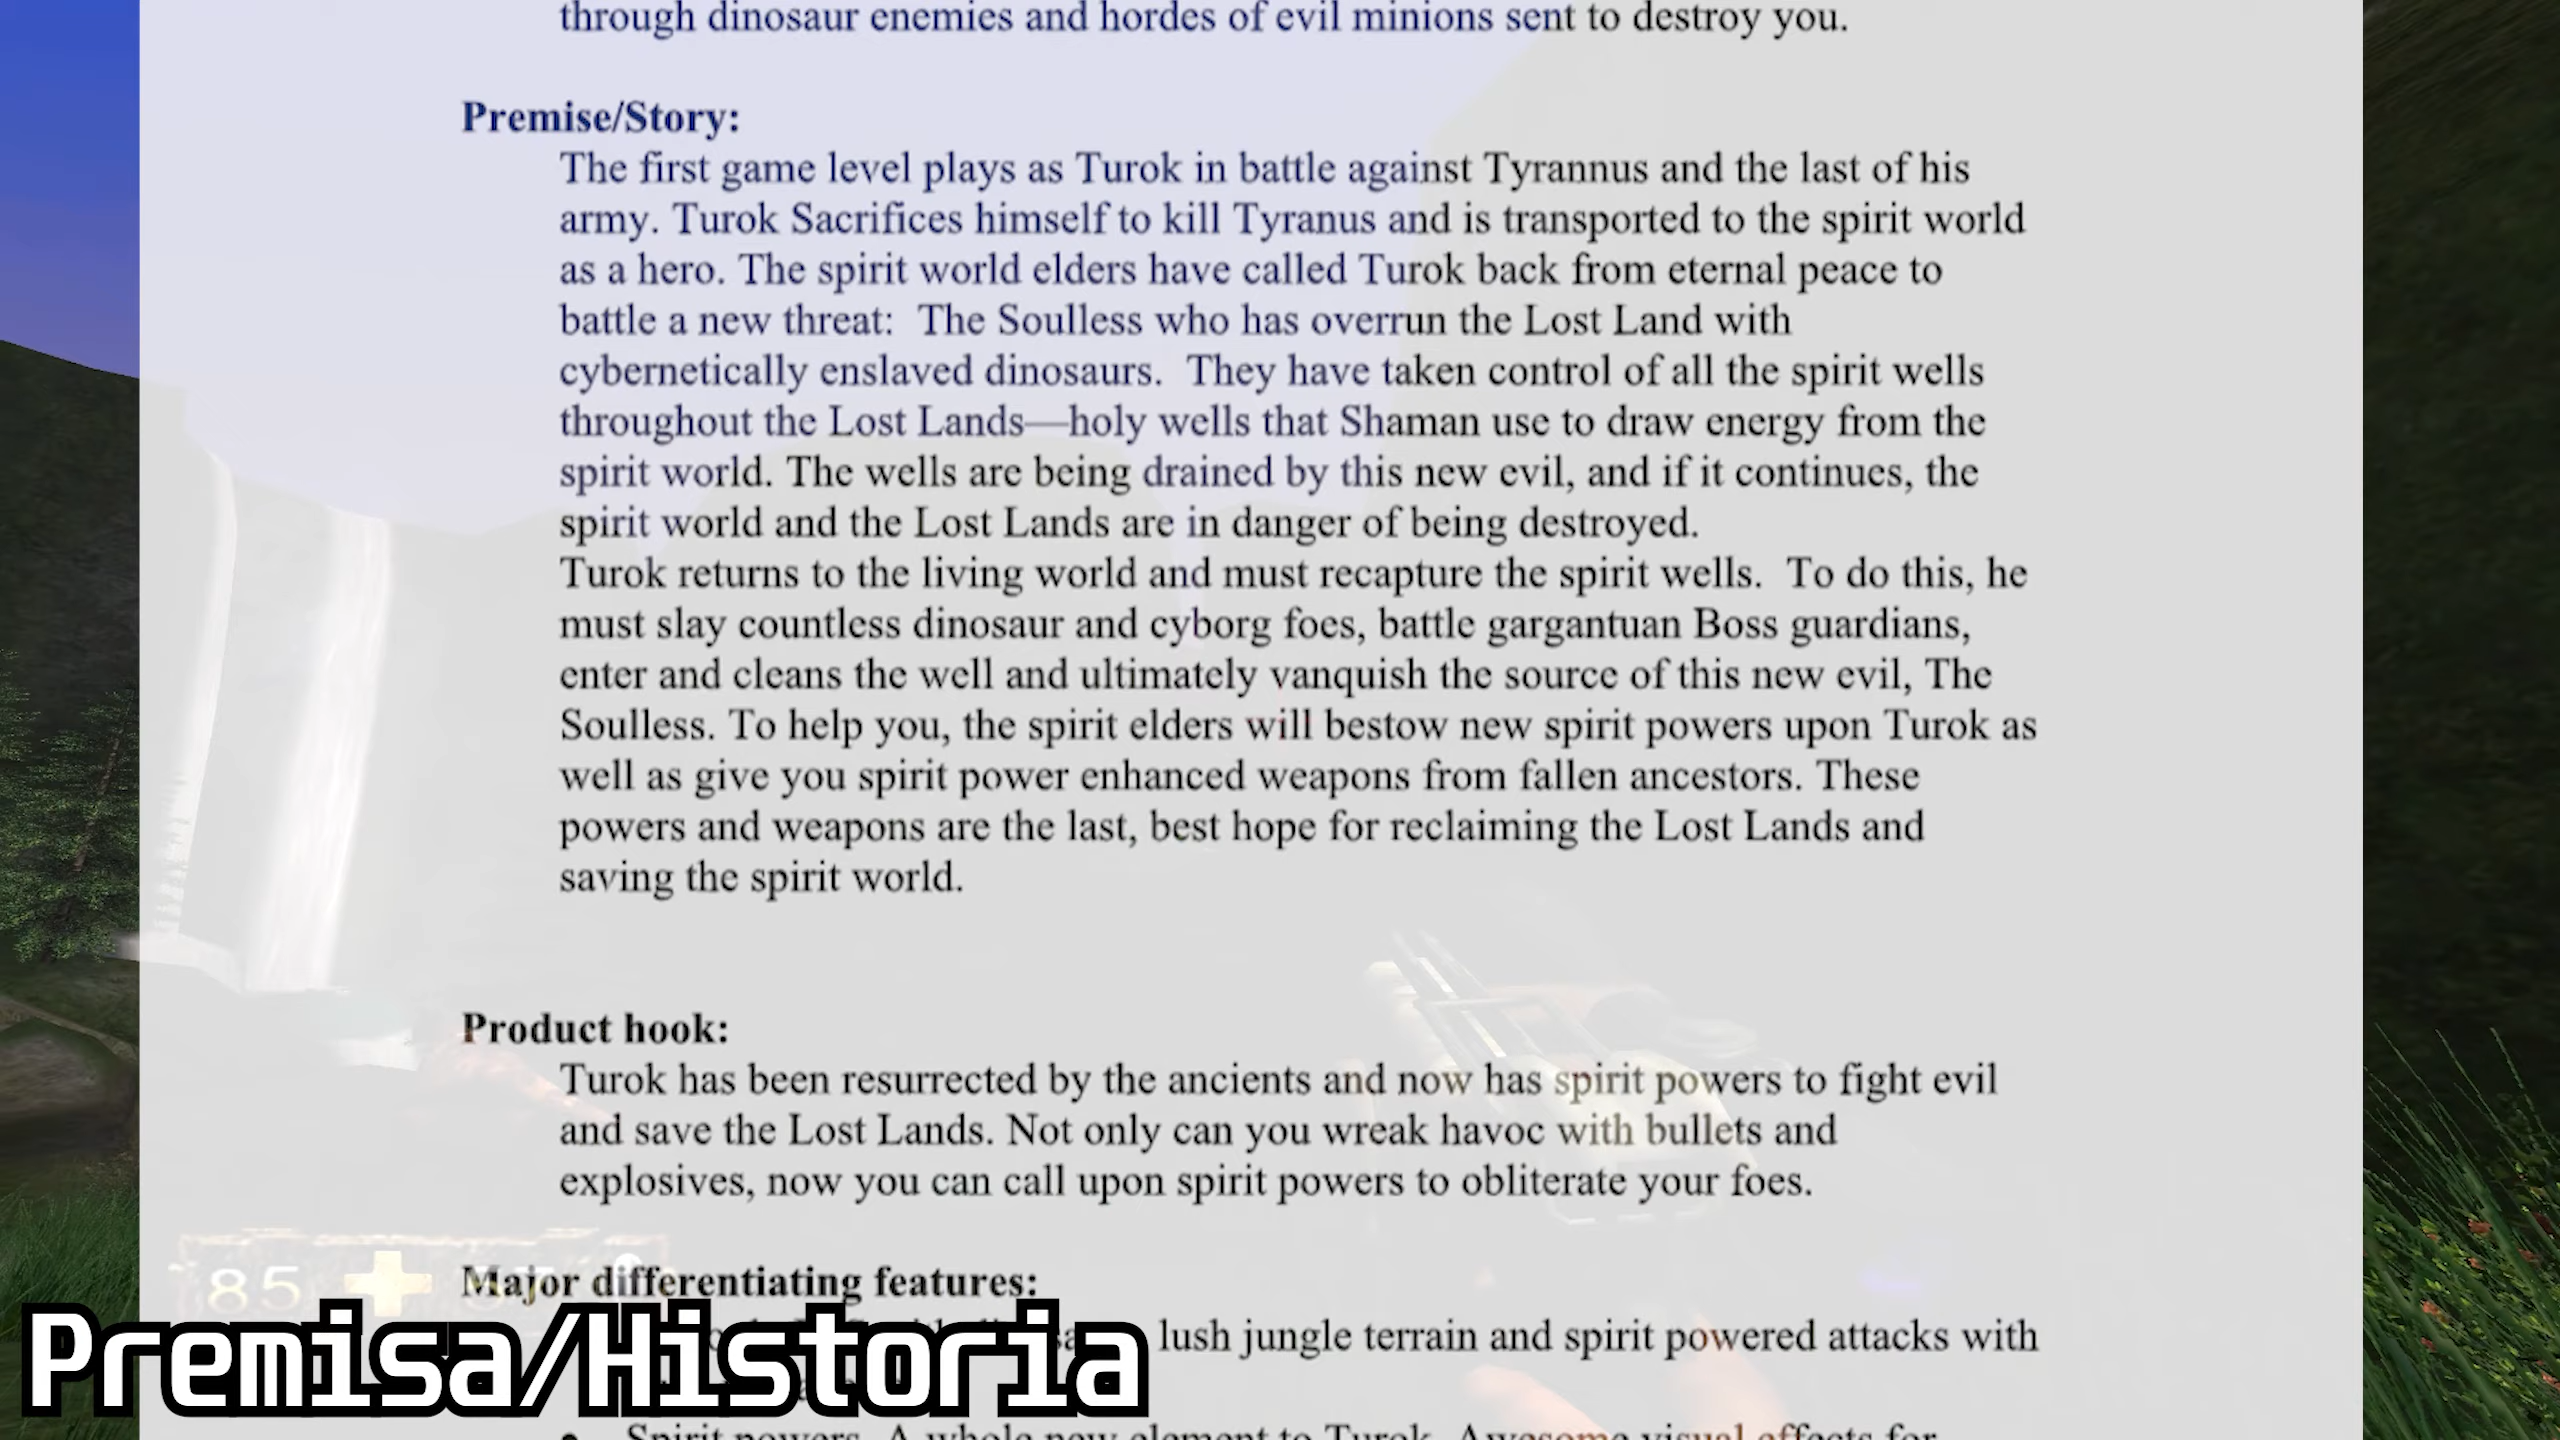 through dinosaur enemies and hordes of evil minions sent to destroy you.
Premise/Story:
The first game level plays as Turok in battle against Tyrannus and the last of his
army. Turok Sacrifices himself to kill Tyranus and is transported to the spirit world
as a hero. The spirit world elders have called Turok back from eternal peace to
battle a new threat:  The Soulless who has overrun the Lost Land with
cybernetically enslaved dinosaurs.  They have taken control of all the spirit wells
throughout the Lost Lands—holy wells that Shaman use to draw energy from the
spirit world. The wells are being drained by this new evil, and if it continues, the
spirit world and the Lost Lands are in danger of being destroyed.
Turok returns to the living world and must recapture the spirit wells.  To do this, he
must slay countless dinosaur and cyborg foes, battle gargantuan Boss guardians,
enter and cleans the well and ultimately vanquish the source of this new evil, The
Soulless. To help you, the spirit elders will bestow new spirit powers upon Turok as
well as give you spirit power enhanced weapons from fallen ancestors. These
powers and weapons are the last, best hope for reclaiming the Lost Lands and
saving the spirit world.
Product hook:
Turok has been resurrected by the ancients and now has spirit powers to fight evil
and save the Lost Lands. Not only can you wreak havoc with bullets and
explosives, now you can call upon spirit powers to obliterate your foes.
85
Major differentiating features:
lush jungle terrain and spirit powered attacks with
Premisa/Historia
• Spirit powers. A whole new element to Turok. Awesome visual effects for